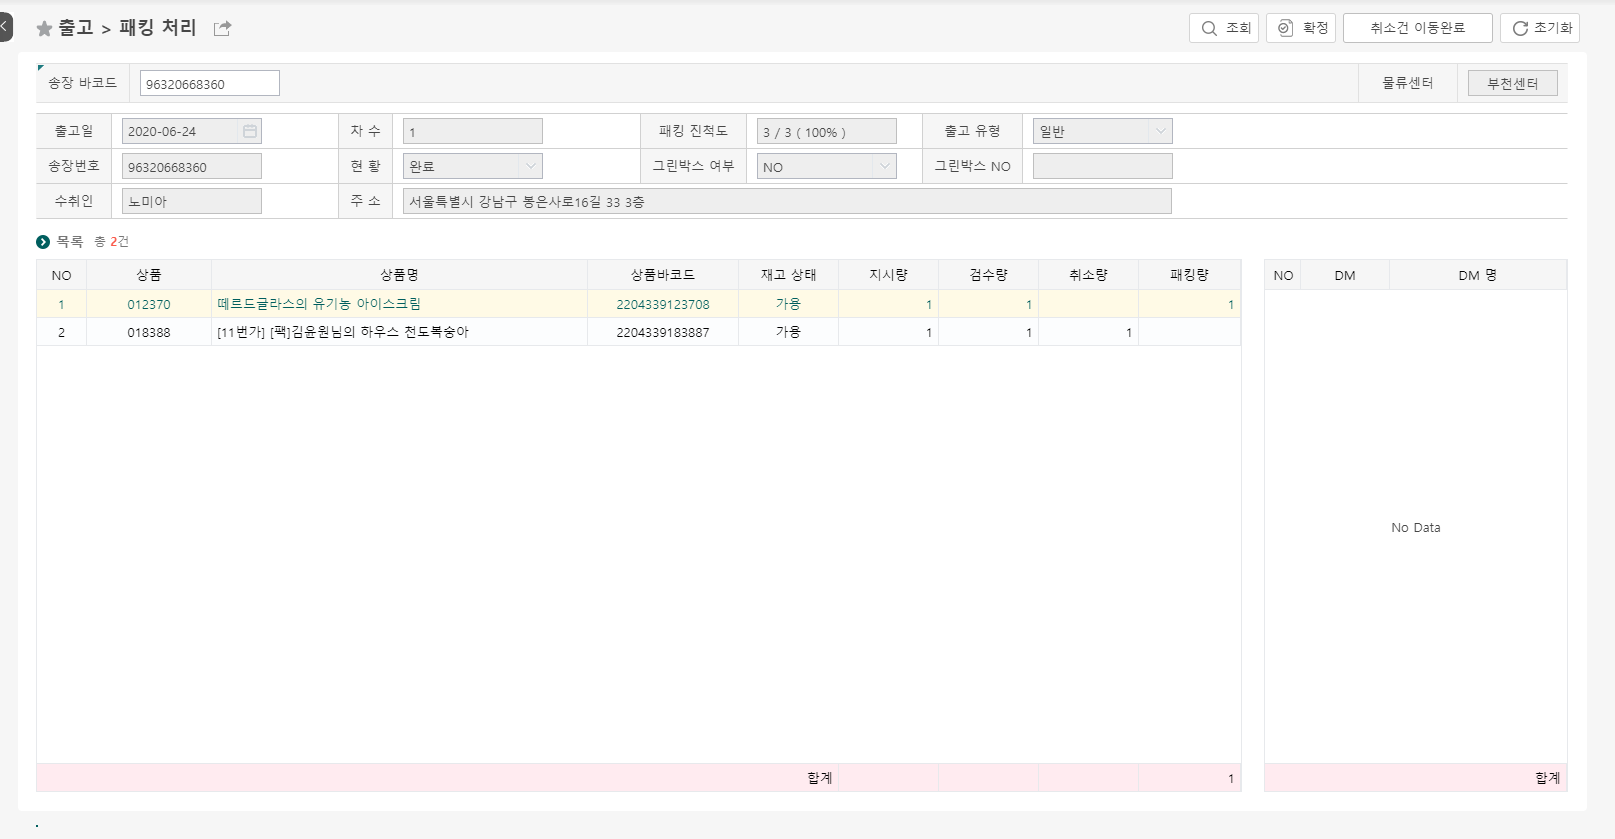 출고 > 패킹 처리
조회 확정 취소건 이동완료 초기화
송장 바코드 96320668360 물류센터 부천센터
출고일 2020-06-24 차 수 1 패킹 진척도 3 / 3 ( 100% ) 출고 유형 일반
송장번호 96320668360 현 황 완료 그린박스 여부 NO 그린박스 NO
수취인 노미아 주 소 서울특별시 강남구 봉은사로16길 33 3층
목록 총 2건
NO 상품 상품명 상품바코드 재고 상태 지시량 검수량 취소량 패킹량
1 012370 떼르드글라스의 유기농 아이스크림 2204339123708 가용 1 1 1
2 018388 [11번가] [팩]김윤원님의 하우스 천도복숭아 2204339183887 가용 1 1 1
합계 1
NO DM DM 명
No Data
합계